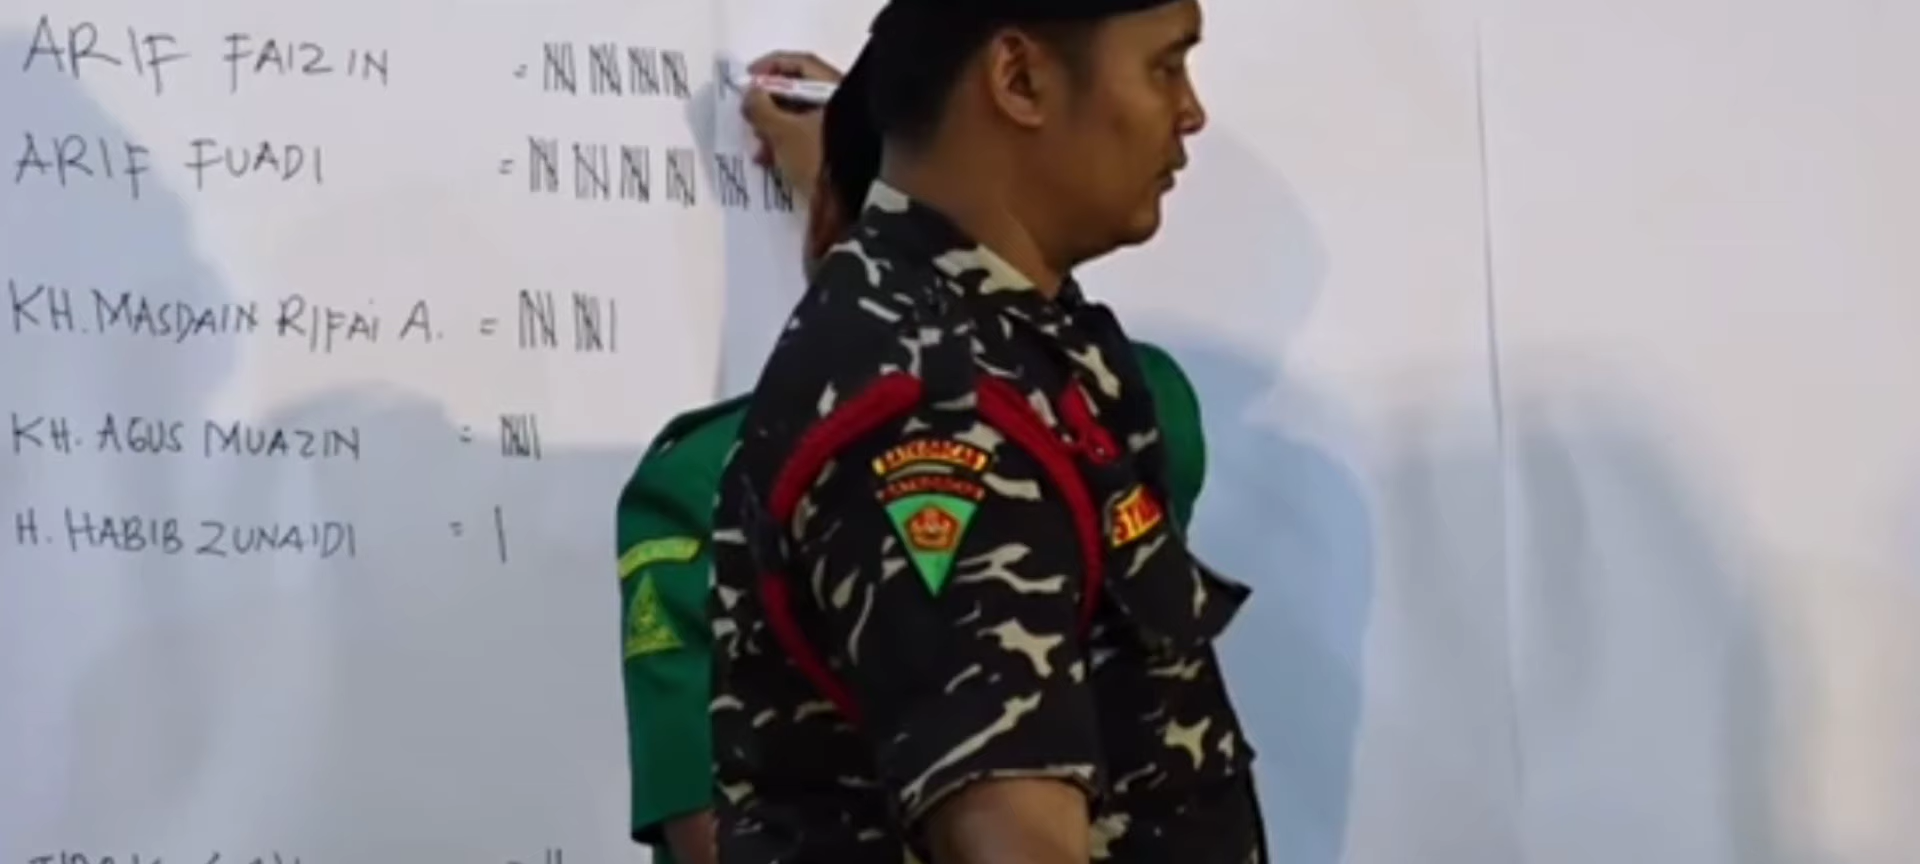 ARIF FAIZIN =
ARIF FUADI =
KH. MASDAIN RIFAI A. =
KH. AGUS MUAZIN =
H. HABIB ZUNAIDI =